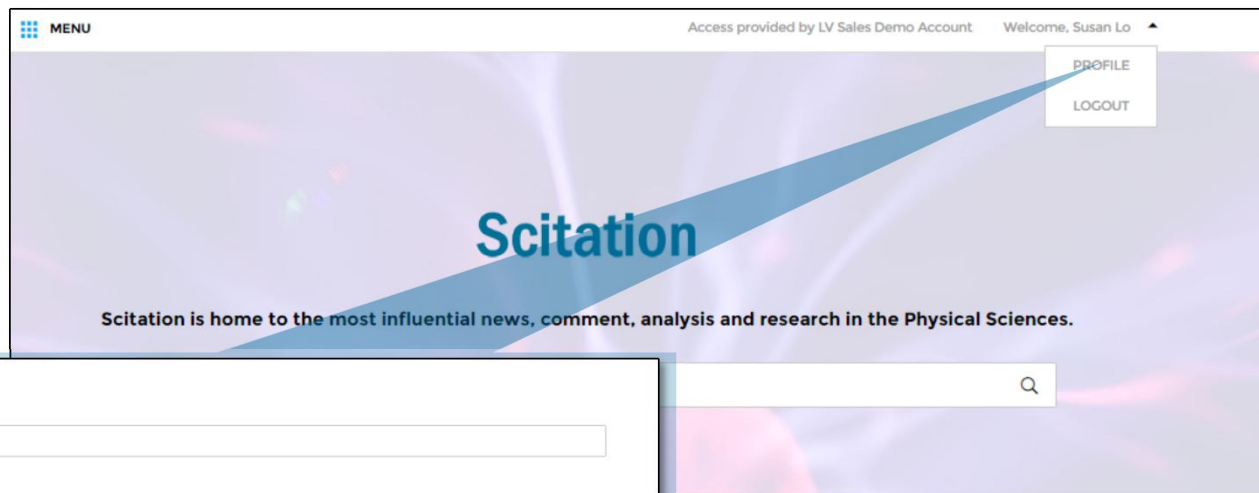 MENU
Access provided by LV Sales Demo Account Welcome, Susan Lo
PROFILE
LOGOUT
Scitation
Scitation is home to the most influential news, comment, analysis and research in the Physical Sciences.